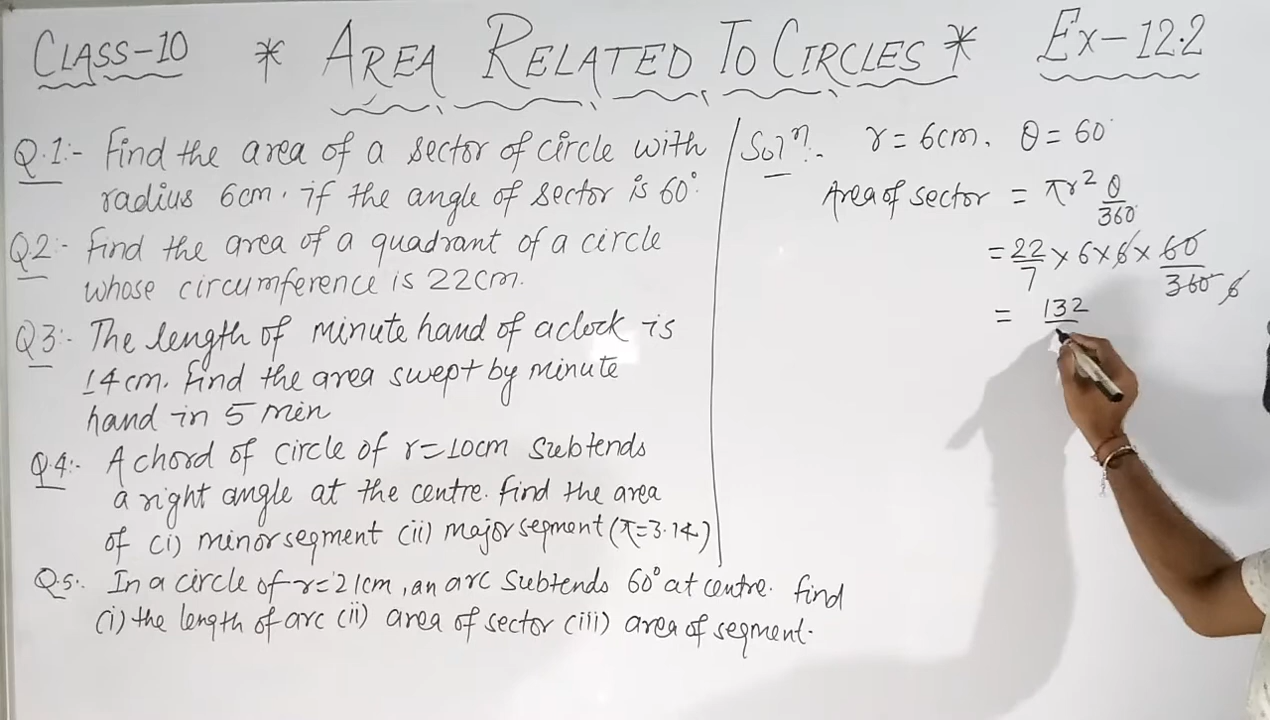 CLASS-10 * AREA RELATED TO CIRCLES * Ex-12.2
Q.1:- Find the area of a sector of circle with
radius 6cm. if the angle of sector is 60°.
Q.2:- find the area of a quadrant of a circle
whose circumference is 22cm.
Q3:- The length of minute hand of a clock is
14cm. find the area swept by minute
hand in 5 min
Q.4:- A chord of circle of r=10cm subtends
a right angle at the centre. find the area
of (i) minor segment (ii) major segment (π=3.14)
Q.5:. In a circle of r=21cm, an arc subtends 60° at centre. find
(i) the length of arc (ii) area of sector (iii) area of segment.
Solⁿ:. r = 6cm. θ = 60°
Area of sector = πr² θ/360°
= 22/7 × 6×6 × 60/360 6
= 132